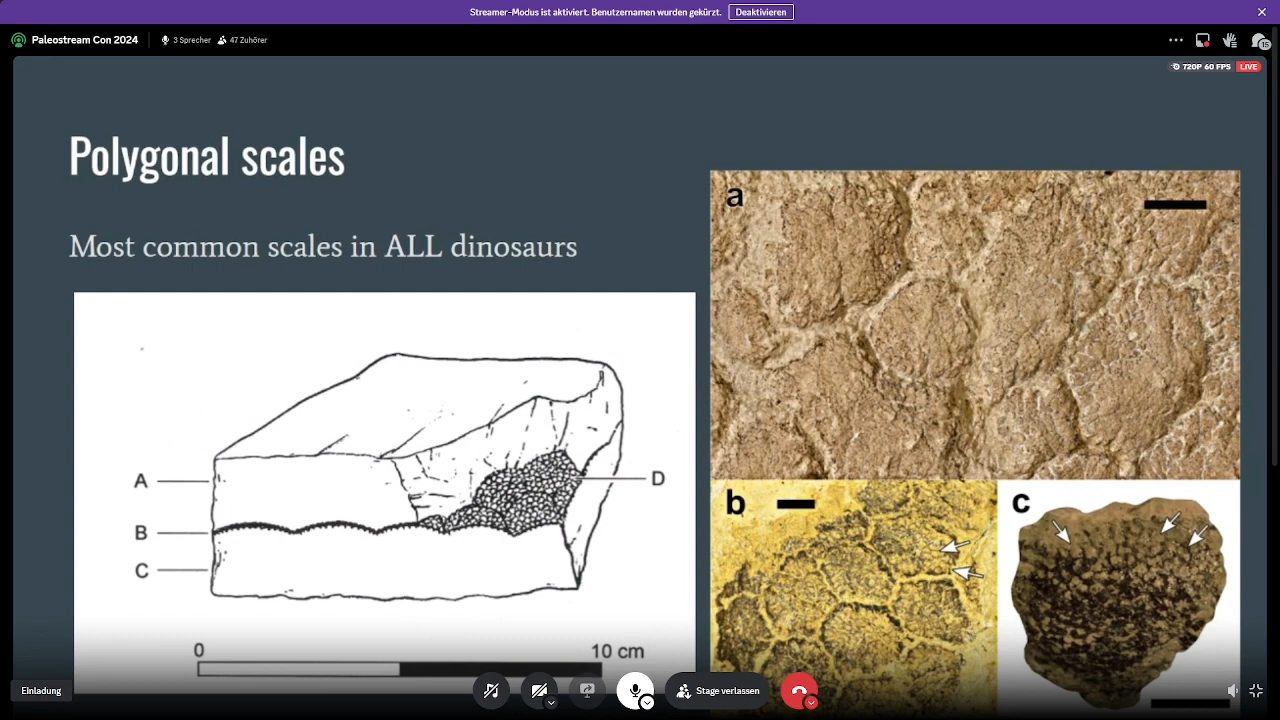 Streamer-Modus ist aktiviert. Benutzernamen wurden gekürzt. Deaktivieren
Paleostream Con 2024 3 Sprecher 47 Zuhörer
15
720P 60 FPS LIVE
Polygonal scales
Most common scales in ALL dinosaurs
a
A
B
C
D
0 10 cm
b
c
Einladung
Stage verlassen